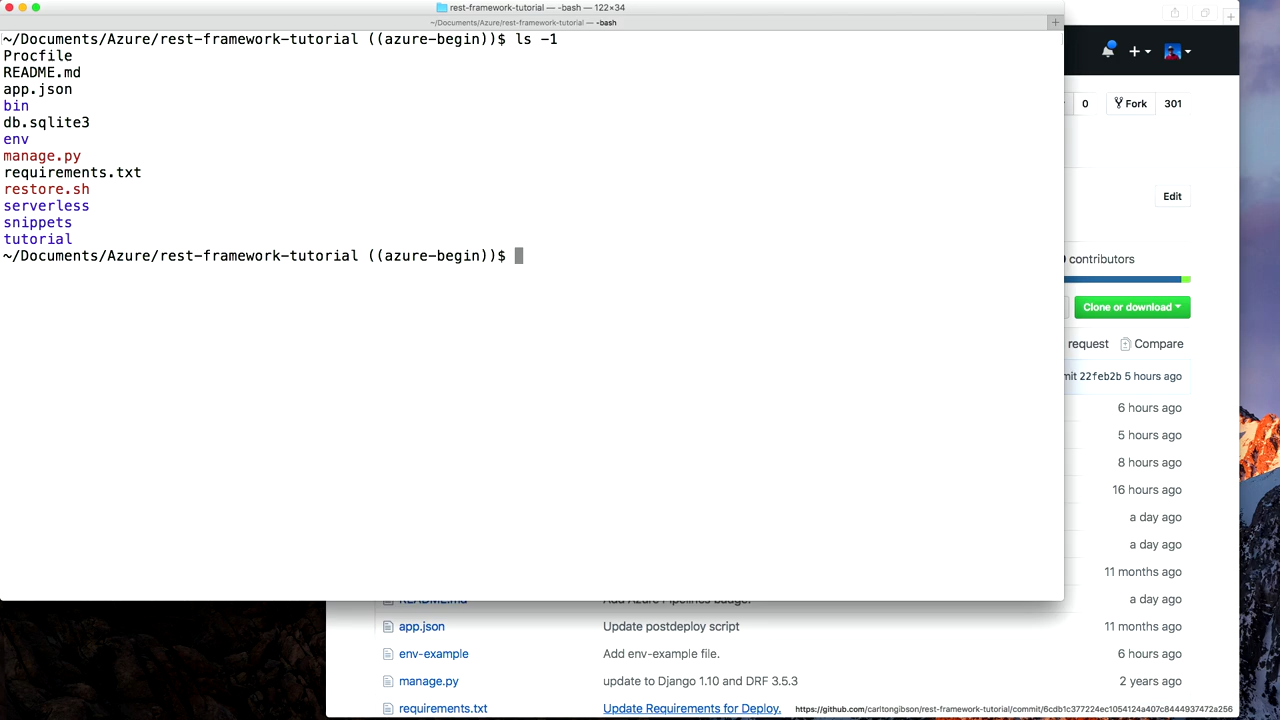 rest-framework-tutorial — -bash — 122×34
~/Documents/Azure/rest-framework-tutorial — -bash
~/Documents/Azure/rest-framework-tutorial ((azure-begin))$ ls -1
Procfile
README.md
app.json
bin
db.sqlite3
env
manage.py
requirements.txt
restore.sh
serverless
snippets
tutorial
~/Documents/Azure/rest-framework-tutorial ((azure-begin))$
0 Fork 301
Edit
contributors
Clone or download
request Compare
22feb2b 5 hours ago
6 hours ago
5 hours ago
8 hours ago
16 hours ago
a day ago
a day ago
11 months ago
README.md Add Azure Pipelines badge. a day ago
app.json Update postdeploy script 11 months ago
env-example Add env-example file. 6 hours ago
manage.py update to Django 1.10 and DRF 3.5.3 2 years ago
requirements.txt Update Requirements for Deploy.
https://github.com/carltongibson/rest-framework-tutorial/commit/6cdb1c377224ec1054124a407c8444937472a256